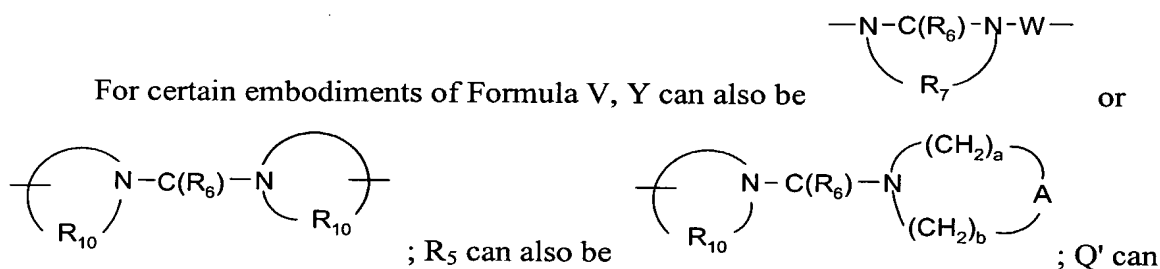 —N—C(R₆)—N—W—
R₇
For certain embodiments of Formula V, Y can also be or
(CH₂)ₐ
N—C(R₆)—N N—C(R₆)—N A
R₁₀ R₁₀ ; R₅ can also be R₁₀ (CH₂)b ; Q' can